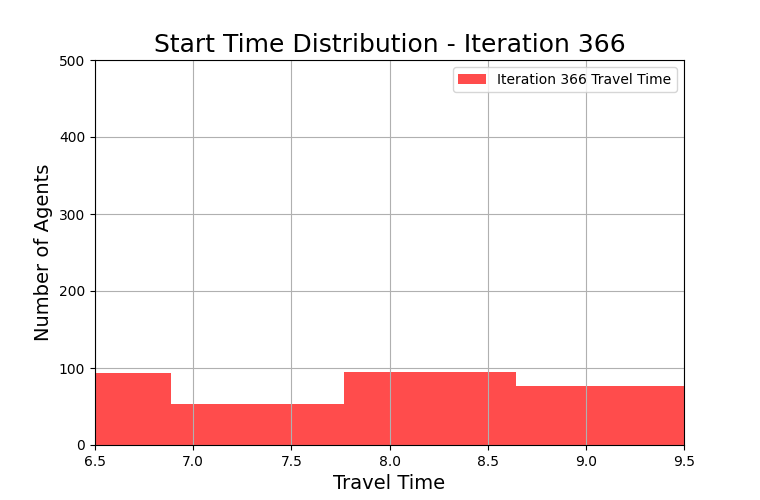 Start Time Distribution - Iteration 366
500
400
300
200
100
0
Number of Agents
Iteration 366 Travel Time
6.5 7.0 7.5 8.0 8.5 9.0 9.5
Travel Time